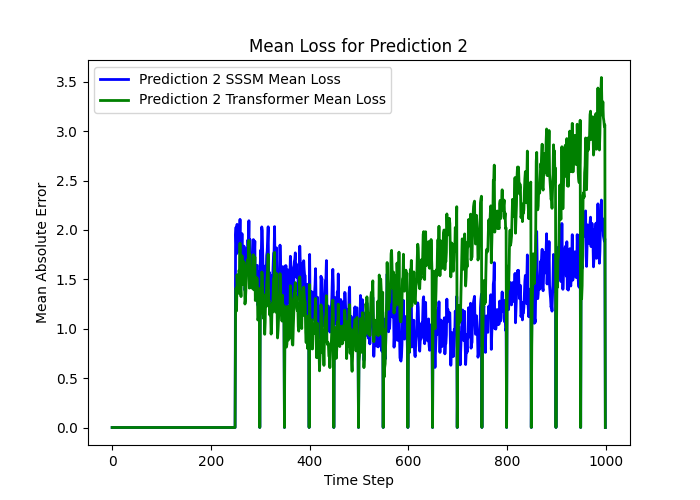 Mean Loss for Prediction 2
Prediction 2 SSSM Mean Loss
Prediction 2 Transformer Mean Loss
Mean Absolute Error
3.5
3.0
2.5
2.0
1.5
1.0
0.5
0.0
0 200 400 600 800 1000
Time Step